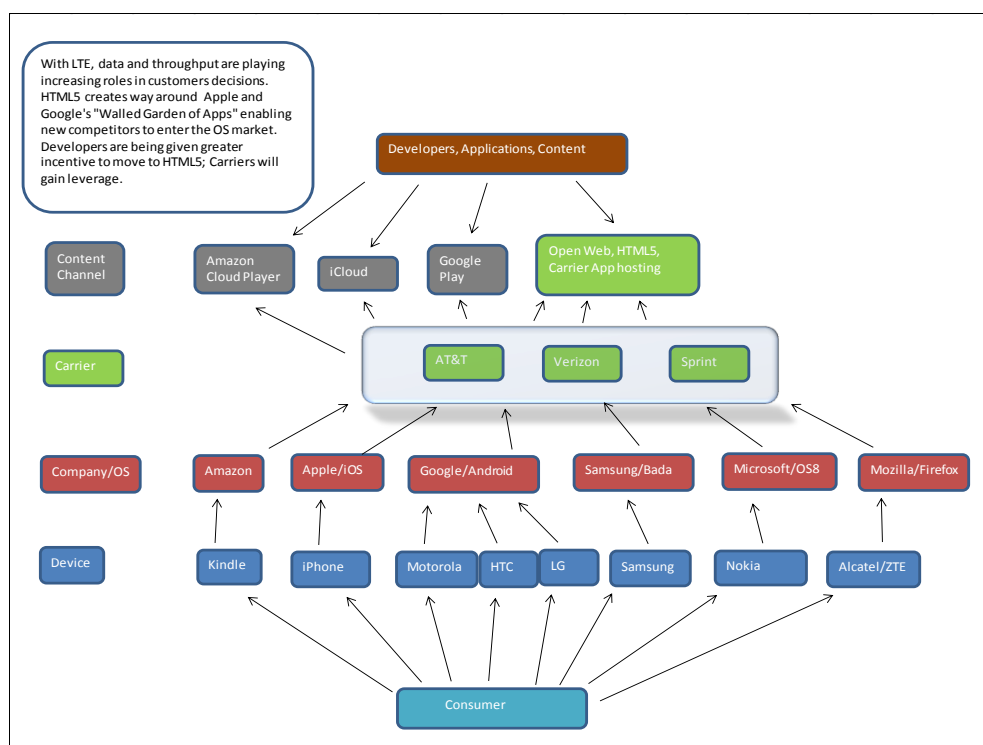 With LTE, data and throughput are playing
increasing roles in customers decisions.
HTML5 creates way around Apple and
Google's "Walled Garden of Apps" enabling
new competitors to enter the OS market.
Developers are being given greater
incentive to move to HTML5; Carriers will
gain leverage.
Developers, Applications, Content
Content
Channel
Amazon
Cloud Player
iCloud
Google
Play
Open Web, HTML5,
Carrier App hosting
Carrier
AT&T
Verizon
Sprint
Company/OS
Amazon
Apple/iOS
Google/Android
Samsung/Bada
Microsoft/OS8
Mozilla/Firefox
Device
Kindle
iPhone
Motorola
HTC
LG
Samsung
Nokia
Alcatel/ZTE
Consumer